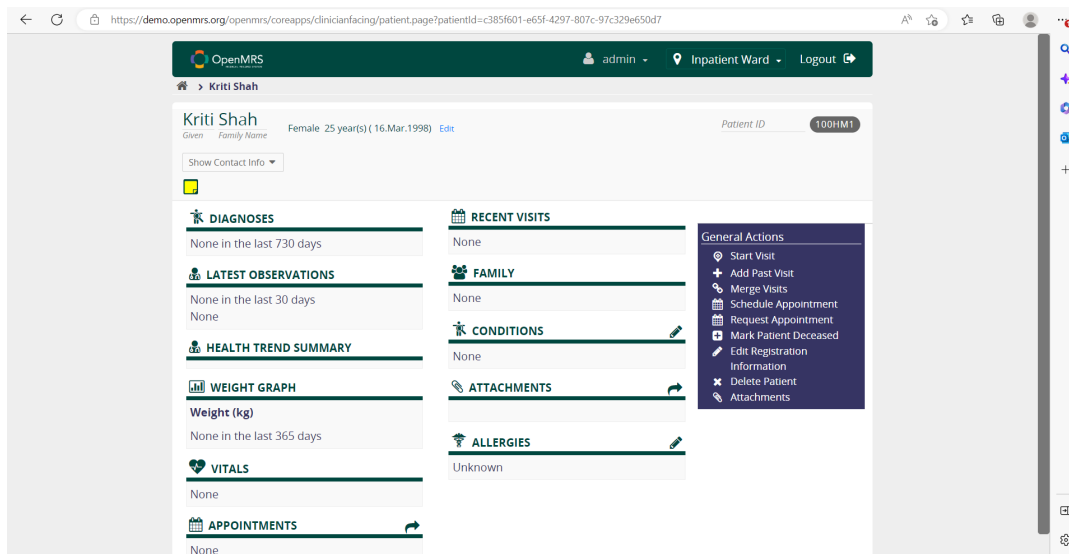 https://demo.openmrs.org/openmrs/coreapps/clinicianfacing/patient.page?patientId=c385f601-e65f-4297-807c-97c329e650d7
OpenMRS
admin
Inpatient Ward
Logout
Kriti Shah
Kriti Shah
Given Family Name
Female 25 year(s) ( 16.Mar.1998) Edit
Patient ID
100HM1
Show Contact Info
DIAGNOSES
None in the last 730 days
LATEST OBSERVATIONS
None in the last 30 days
None
HEALTH TREND SUMMARY
WEIGHT GRAPH
Weight (kg)
None in the last 365 days
VITALS
None
APPOINTMENTS
None
RECENT VISITS
None
FAMILY
None
CONDITIONS
None
ATTACHMENTS
ALLERGIES
Unknown
General Actions
Start Visit
Add Past Visit
Merge Visits
Schedule Appointment
Request Appointment
Mark Patient Deceased
Edit Registration
Information
Delete Patient
Attachments